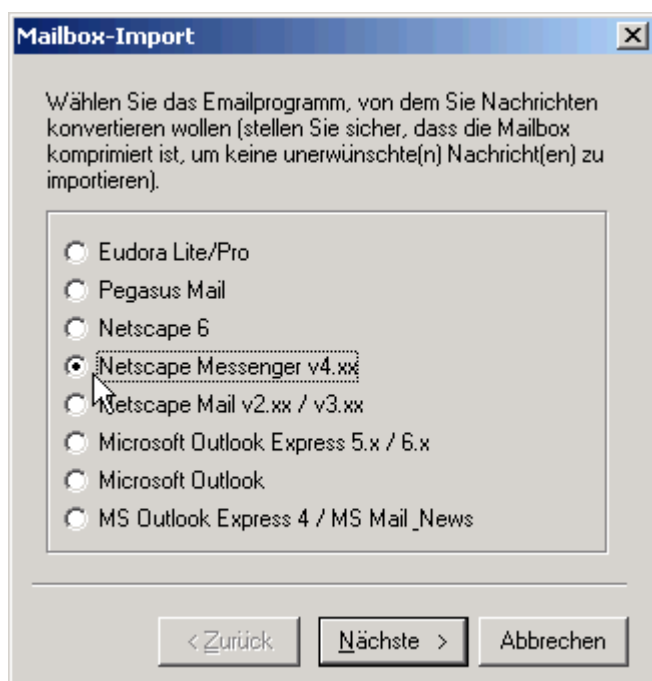 Mailbox-Import
Wählen Sie das Emailprogramm, von dem Sie Nachrichten
konvertieren wollen (stellen Sie sicher, dass die Mailbox
komprimiert ist, um keine unerwünschte(n) Nachricht(en) zu
importieren).
Eudora Lite/Pro
Pegasus Mail
Netscape 6
Netscape Messenger v4.xx
Netscape Mail v2.xx / v3.xx
Microsoft Outlook Express 5.x / 6.x
Microsoft Outlook
MS Outlook Express 4 / MS Mail_News
< Zurück Nächste > Abbrechen